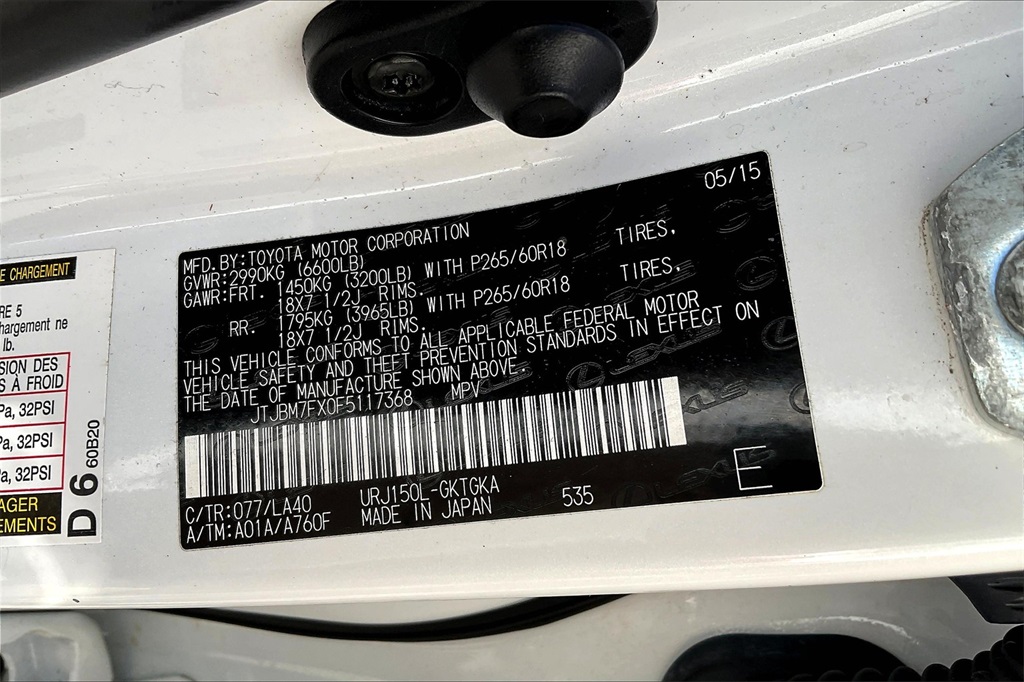 05/15
MFD.BY:TOYOTA MOTOR CORPORATION
GVWR:2990KG (6600LB)
GAWR:FRT. 1450KG (3200LB) WITH P265/60R18 TIRES,
18X7 1/2J RIMS.
RR. 1795KG (3965LB) WITH P265/60R18 TIRES,
18X7 1/2J RIMS.
THIS VEHICLE CONFORMS TO ALL APPLICABLE FEDERAL MOTOR
VEHICLE SAFETY AND THEFT PREVENTION STANDARDS IN EFFECT ON
THE DATE OF MANUFACTURE SHOWN ABOVE.
JTJBM7FX0F5117368 MPV
C/TR:077/LA40 URJ150L-GKTGKA
A/TM:A01A/A760F MADE IN JAPAN 535
E
LEXUS
E CHARGEMENT
RE 5
chargement ne
lb.
SION DES
S À FROID
Pa, 32PSI
Pa, 32PSI
Pa, 32PSI
AGER
EMENTS
D 6 60B20